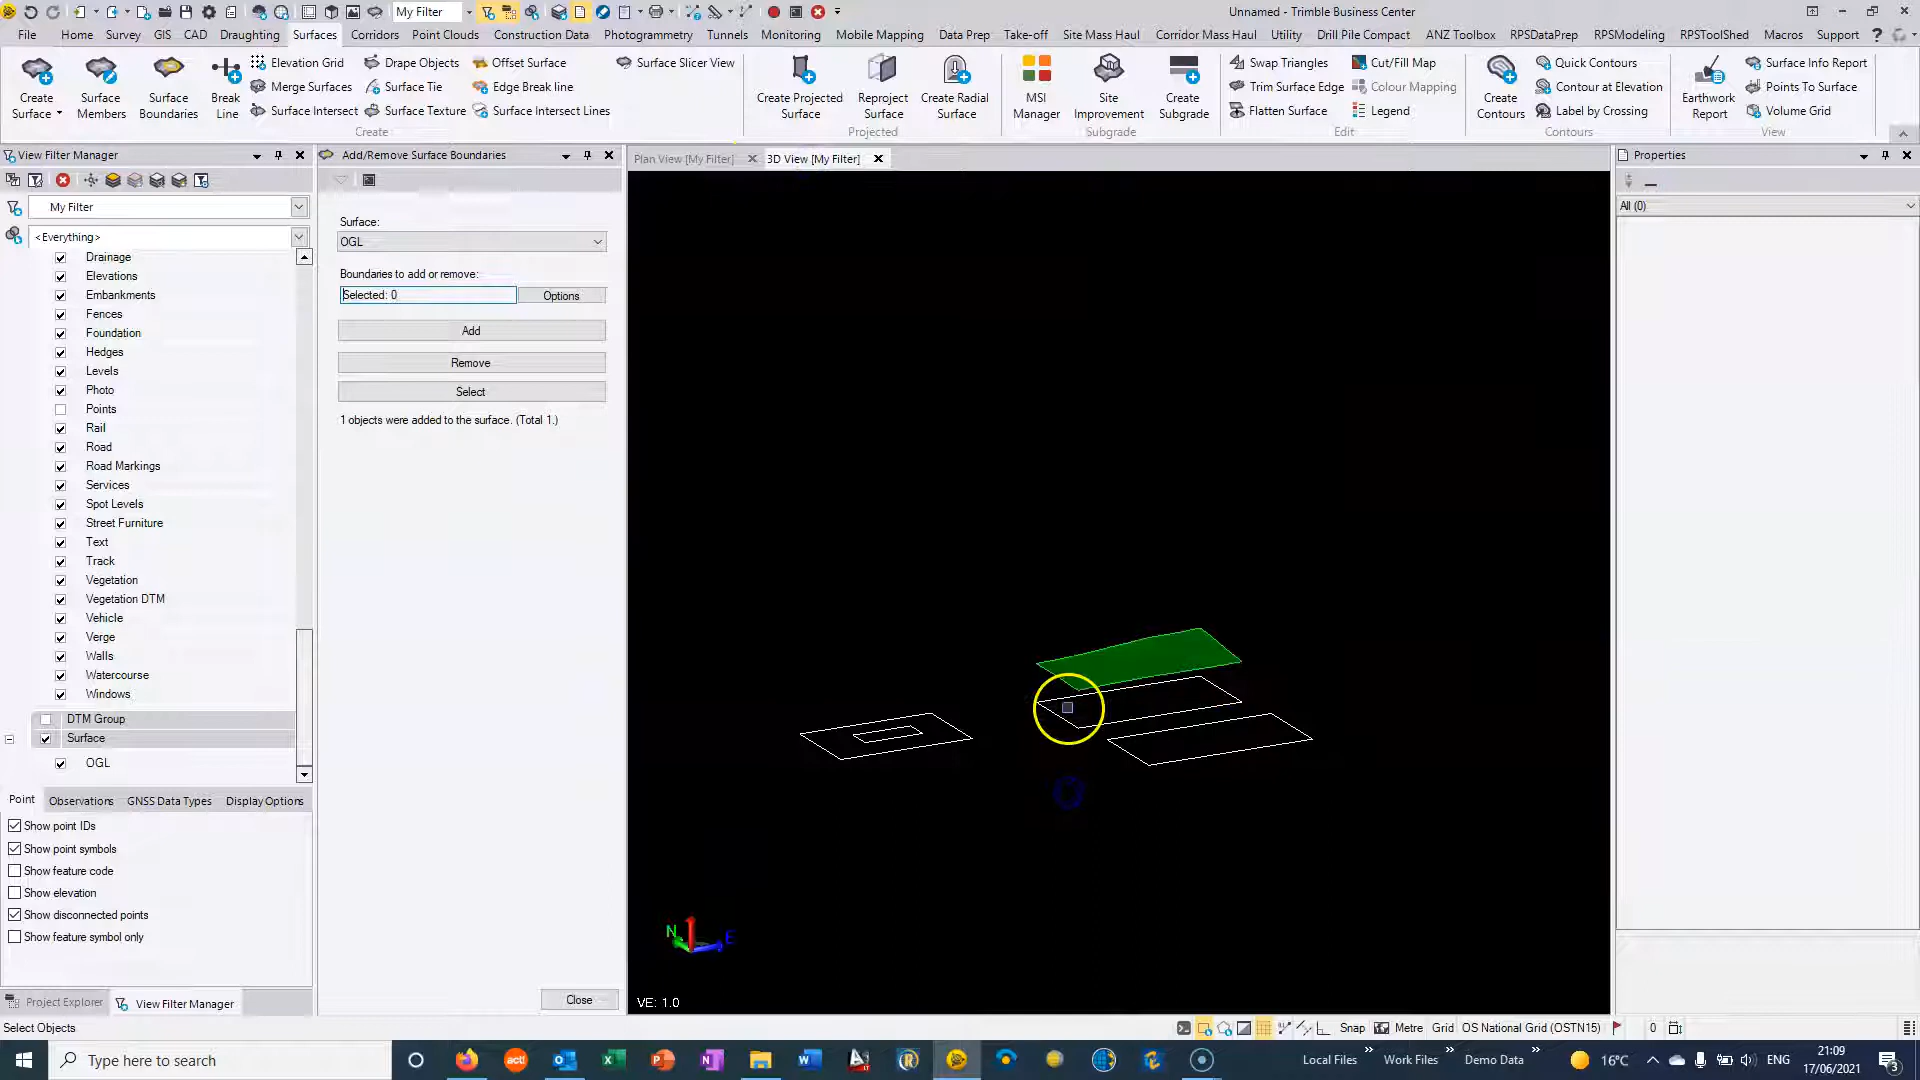 My Filter
Unnamed - Trimble Business Center
File Home Survey GIS CAD Draughting Surfaces Corridors Point Clouds Construction Data Photogrammetry Tunnels Monitoring Mobile Mapping Data Prep Take-off Site Mass Haul Corridor Mass Haul Utility Drill Pile Compact ANZ Toolbox RPSDataPrep RPSModeling RPSToolShed Macros Support
Create Surface
Surface Members
Surface Boundaries
Break Line
Elevation Grid
Merge Surfaces
Surface Intersect
Drape Objects
Surface Tie
Surface Texture
Offset Surface
Edge Break line
Surface Intersect Lines
Surface Slicer View
Create
Create Projected Surface
Reproject Surface
Create Radial Surface
Projected
MSI Manager
Site Improvement
Create Subgrade
Subgrade
Swap Triangles
Trim Surface Edge
Flatten Surface
Cut/Fill Map
Colour Mapping
Legend
Edit
Create Contours
Quick Contours
Contour at Elevation
Label by Crossing
Contours
Earthwork Report
Surface Info Report
Points To Surface
Volume Grid
View
View Filter Manager
My Filter
<Everything>
Drainage
Elevations
Embankments
Fences
Foundation
Hedges
Levels
Photo
Points
Rail
Road
Road Markings
Services
Spot Levels
Street Furniture
Text
Track
Vegetation
Vegetation DTM
Vehicle
Verge
Walls
Watercourse
Windows
DTM Group
Surface
OGL
Point Observations GNSS Data Types Display Options
Show point IDs
Show point symbols
Show feature code
Show elevation
Show disconnected points
Show feature symbol only
Project Explorer View Filter Manager
Add/Remove Surface Boundaries
Surface:
OGL
Boundaries to add or remove:
Selected: 0 Options
Add
Remove
Select
1 objects were added to the surface. (Total 1.)
Close
Plan View [My Filter] 3D View [My Filter]
N E
VE: 1.0
Properties
All (0)
Select Objects
Snap Metre Grid OS National Grid (OSTN15) 0
Type here to search
Local Files Work Files Demo Data 16°C ENG
21:09
17/06/2021
3